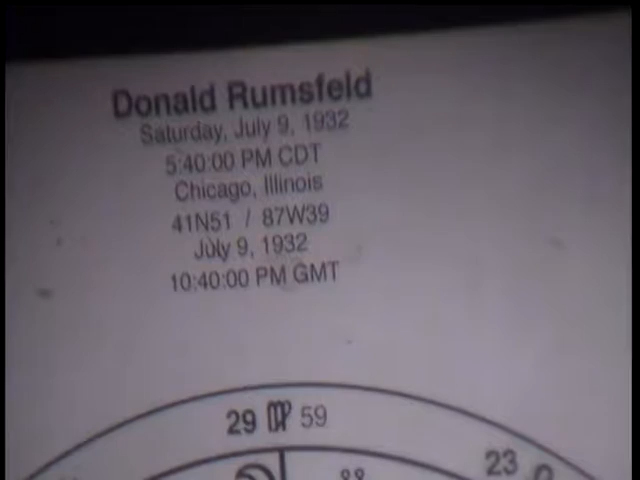 Donald Rumsfeld
Saturday, July 9, 1932
5:40:00 PM CDT
Chicago, Illinois
41N51 / 87W39
July 9, 1932
10:40:00 PM GMT
29 ♍ 59
23